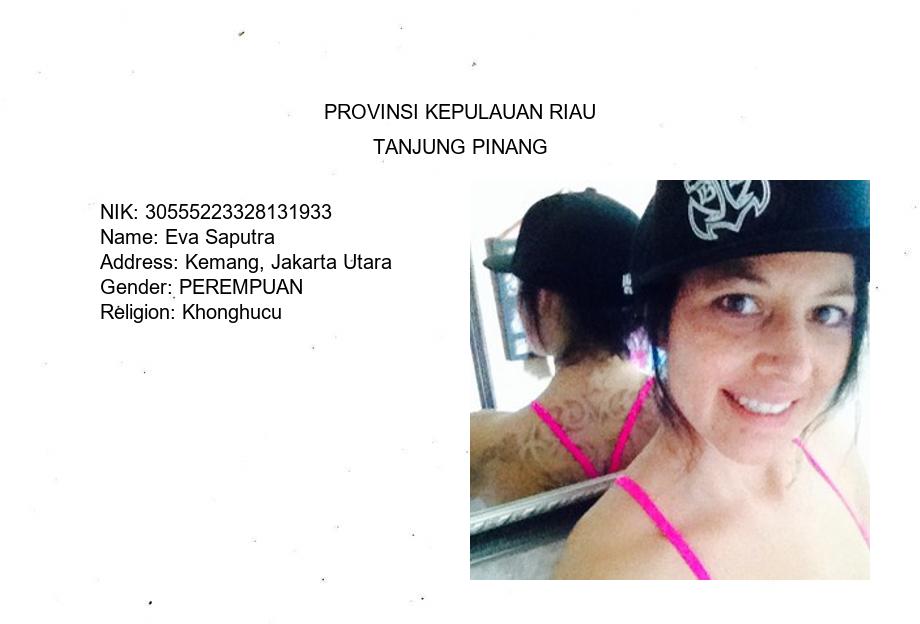 PROVINSI KEPULAUAN RIAU
TANJUNG PINANG
NIK: 30555223328131933
Name: Eva Saputra
Address: Kemang, Jakarta Utara
Gender: PEREMPUAN
Religion: Khonghucu